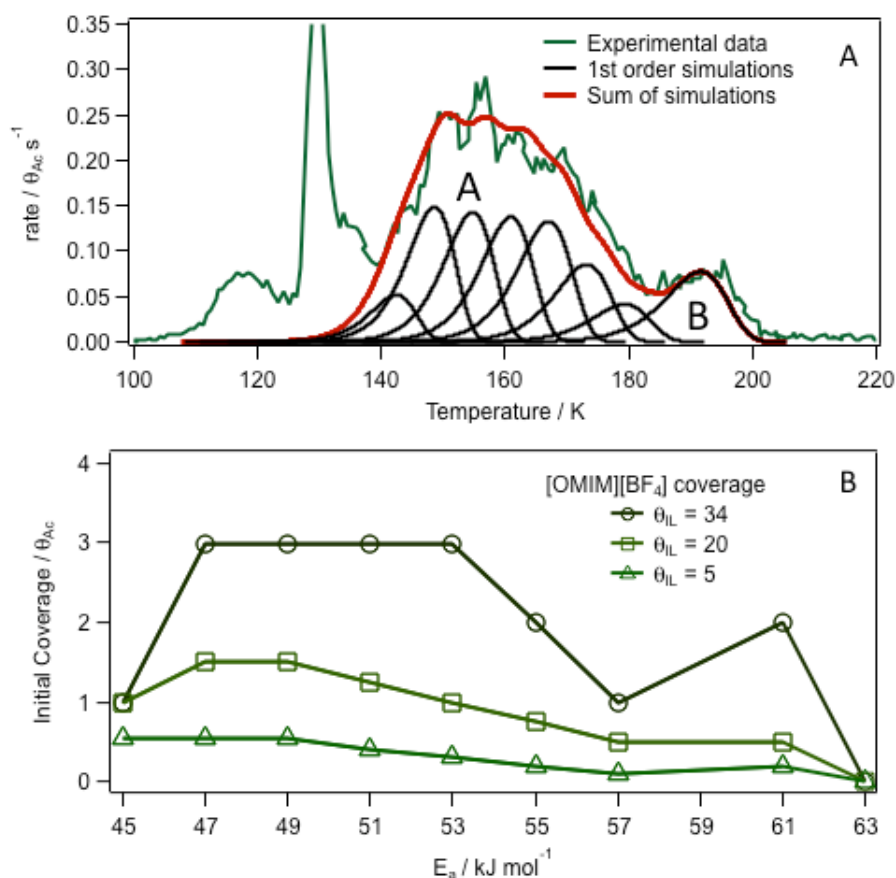 0.35
0.30
0.25
0.20
0.15
0.10
0.05
0.00
rate / θAc s⁻¹
Experimental data
1st order simulations
Sum of simulations
A
A
B
100 120 140 160 180 200 220
Temperature / K
4
3
2
1
0
Initial Coverage / θAc
B
[OMIM][BF₄] coverage
θIL = 34
θIL = 20
θIL = 5
45 47 49 51 53 55 57 59 61 63
Eₐ / kJ mol⁻¹